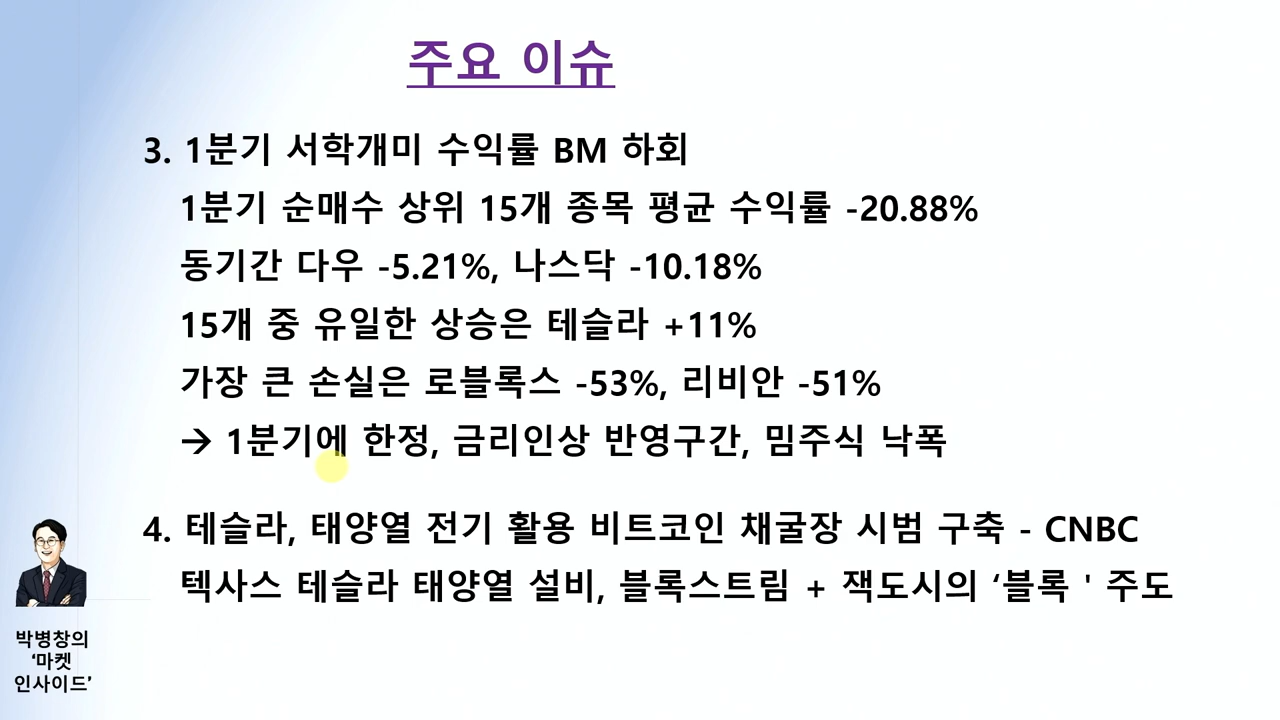 주요 이슈
3. 1분기 서학개미 수익률 BM 하회
1분기 순매수 상위 15개 종목 평균 수익률 -20.88%
동기간 다우 -5.21%, 나스닥 -10.18%
15개 중 유일한 상승은 테슬라 +11%
가장 큰 손실은 로블록스 -53%, 리비안 -51%
→ 1분기에 한정, 금리인상 반영구간, 밈주식 낙폭
4. 테슬라, 태양열 전기 활용 비트코인 채굴장 시범 구축 - CNBC
텍사스 테슬라 태양열 설비, 블록스트림 + 잭도시의 ‘블록 ' 주도
박병창의
‘마켓
인사이드’